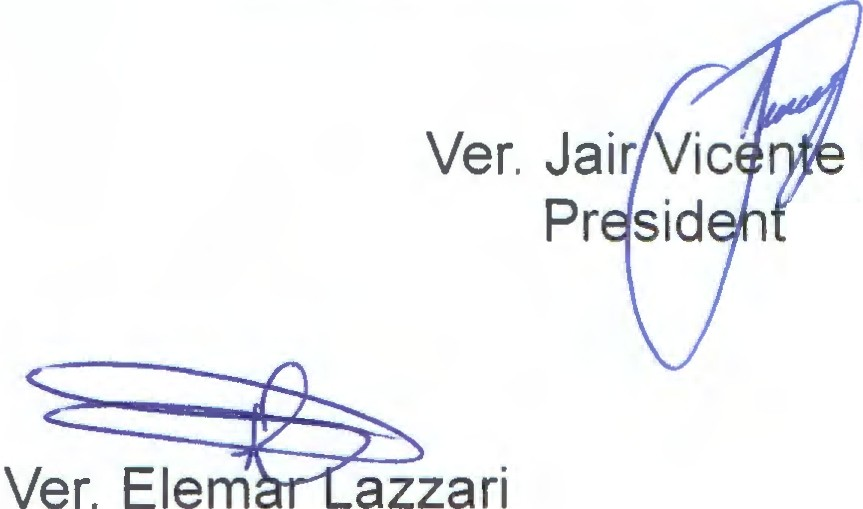 Ver. Jair Vicente
President
Ver. Elemar Lazzari